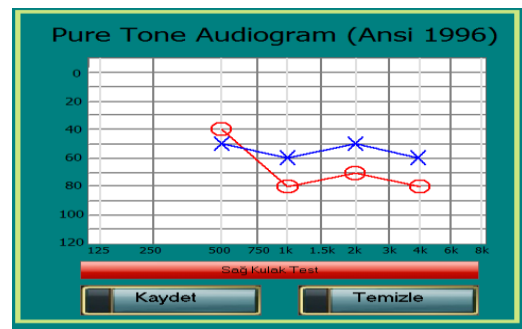 Pure Tone Audiogram (Ansi 1996)
0
20
40
60
80
100
120
125 250 500 750 1k 1.5k 2k 3k 4k 6k 8k
Sağ Kulak Test
Kaydet Temizle